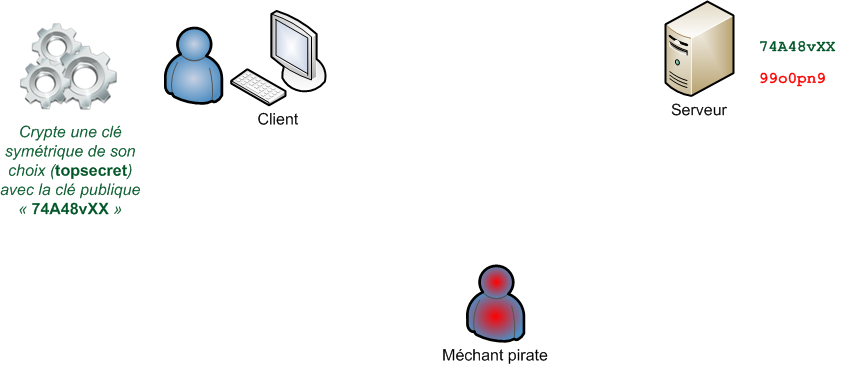 74A48vXX
99o0pn9
Serveur
Client
Crypte une clé
symétrique de son
choix (topsecret)
avec la clé publique
« 74A48vXX »
Méchant pirate